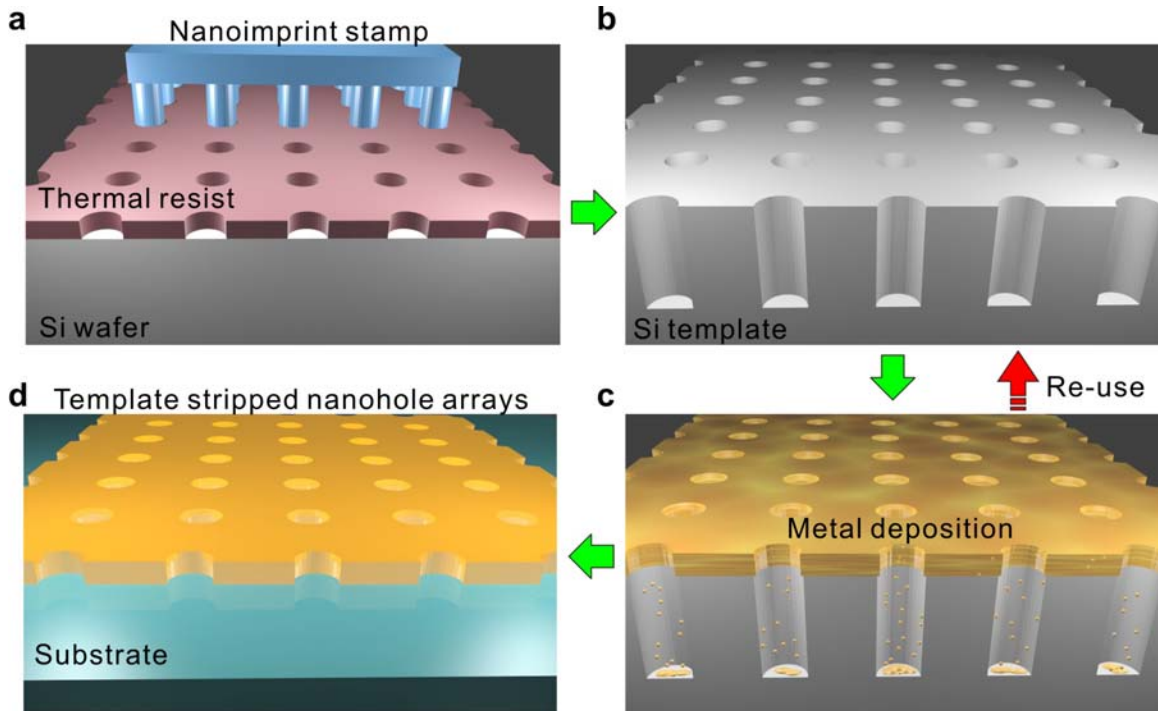 a
Nanoimprint stamp
Thermal resist
Si wafer
b
Si template
Re-use
d
Template stripped nanohole arrays
Substrate
c
Metal deposition